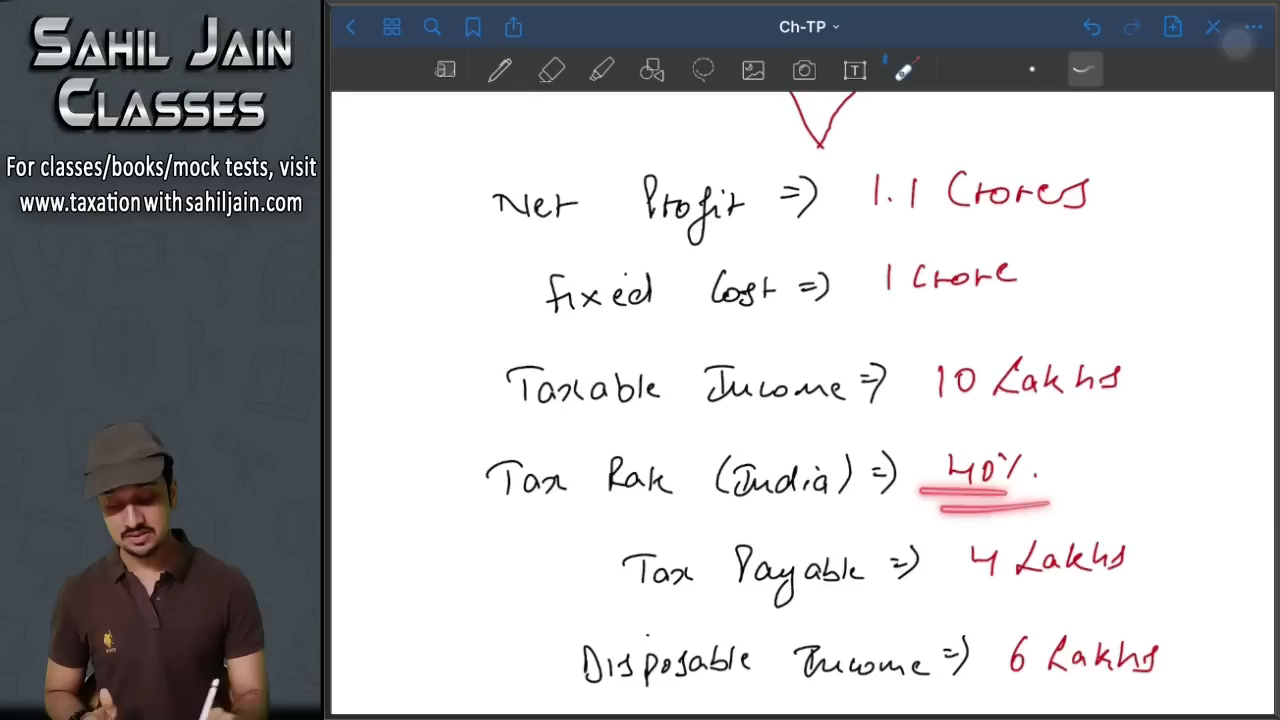 SAHIL JAIN
CLASSES
For classes/books/mock tests, visit
www.taxationwithsahiljain.com
Ch-TP
T
Net Profit => 1.1 Crores
Fixed Cost => 1 Crore
Taxable Income => 10 Lakhs
Tax Rate (India) => 40%.
Tax Payable => 4 Lakhs
Disposable Income => 6 Lakhs